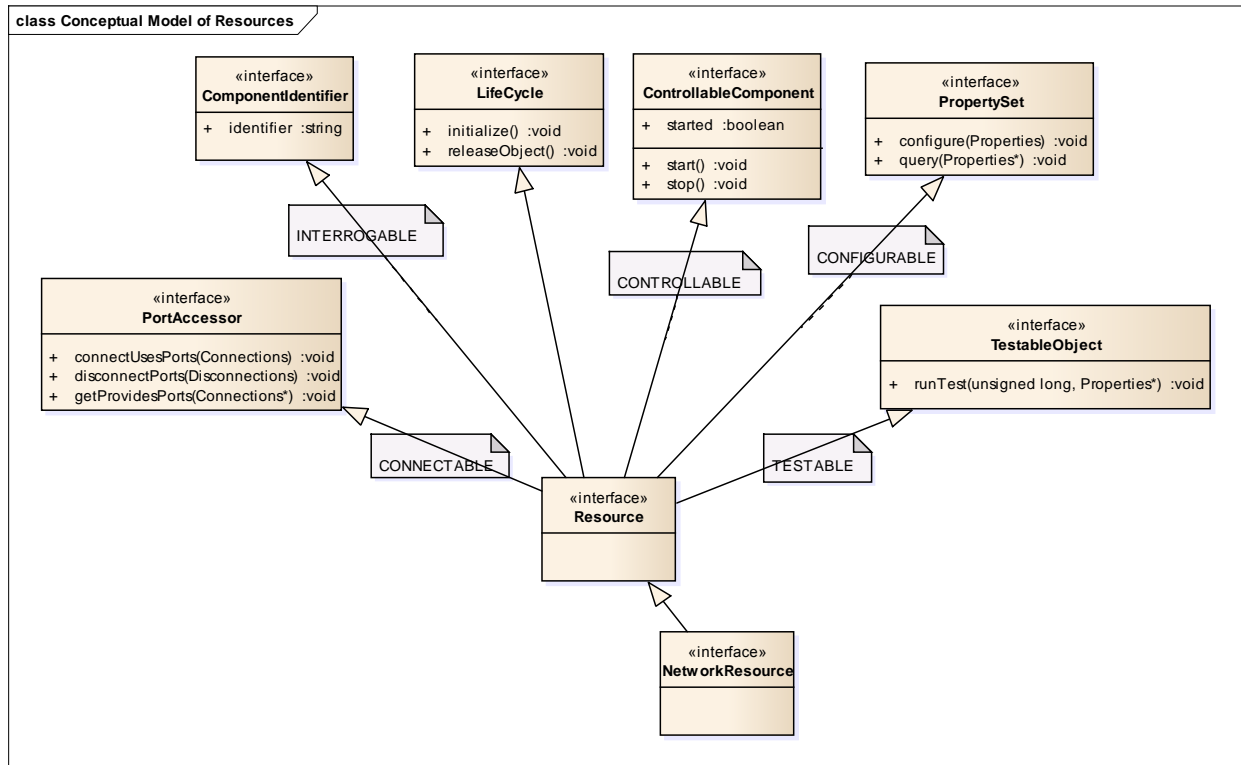 class Conceptual Model of Resources
«interface»
ComponentIdentifier
+ identifier :string
«interface»
LifeCycle
+ initialize() :void
+ releaseObject() :void
«interface»
ControllableComponent
+ started :boolean
+ start() :void
+ stop() :void
«interface»
PropertySet
+ configure(Properties) :void
+ query(Properties*) :void
INTERROGABLE
CONTROLLABLE
CONFIGURABLE
«interface»
PortAccessor
+ connectUsesPorts(Connections) :void
+ disconnectPorts(Disconnections) :void
+ getProvidesPorts(Connections*) :void
«interface»
TestableObject
+ runTest(unsigned long, Properties*) :void
CONNECTABLE
TESTABLE
«interface»
Resource
«interface»
NetworkResource